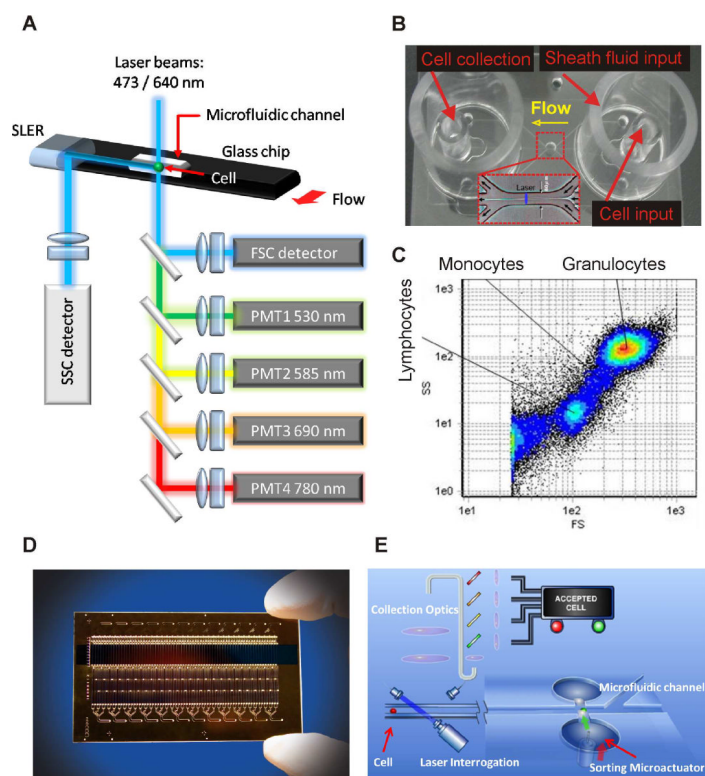 A
Laser beams:
473 / 640 nm
Microfluidic channel
SLER
Glass chip
Cell
Flow
FSC detector
PMT1 530 nm
PMT2 585 nm
PMT3 690 nm
PMT4 780 nm
SSC detector
B
Cell collection
Sheath fluid input
Flow
Laser
Cell input
C
Monocytes
Granulocytes
Lymphocytes
1e3
1e2
SS
1e1
1e0
1e1
1e2
1e3
FS
D
E
Collection Optics
ACCEPTED
CELL
Microfluidic channel
Cell
Laser Interrogation
Sorting Microactuator